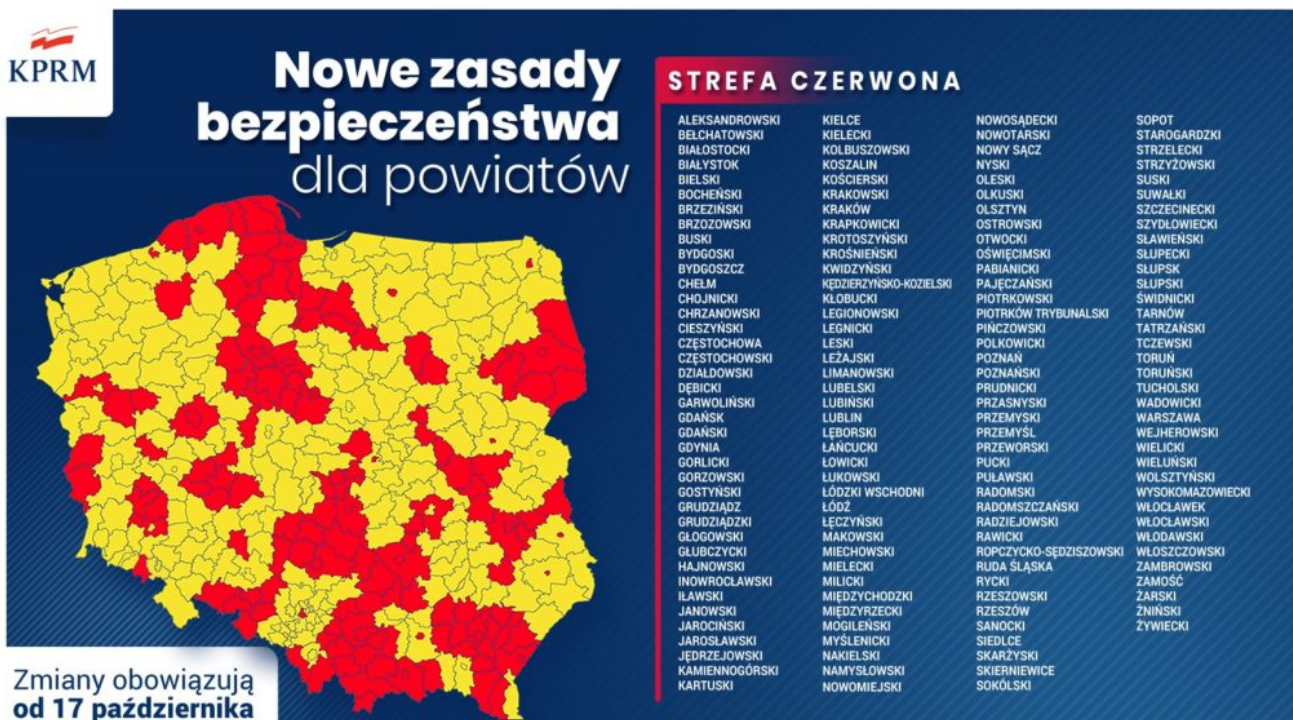 KPRM
Nowe zasady
bezpieczeństwa
dla powiatów
Zmiany obowiązują
od 17 października
STREFA CZERWONA
ALEKSANDROWSKI
BEŁCHATOWSKI
BIAŁOSTOCKI
BIAŁYSTOK
BIELSKI
BOCHEŃSKI
BRZEZIŃSKI
BRZOZOWSKI
BUSKI
BYDGOSKI
BYDGOSZCZ
CHEŁM
CHOJNICKI
CHRZANOWSKI
CIESZYŃSKI
CZĘSTOCHOWA
CZĘSTOCHOWSKI
DZIAŁDOWSKI
DĘBICKI
GARWOLIŃSKI
GDAŃSK
GDAŃSKI
GDYNIA
GORLICKI
GORZOWSKI
GOSTYŃSKI
GRUDZIĄDZ
GRUDZIĄDZKI
GŁOGOWSKI
GŁUBCZYCKI
HAJNOWSKI
INOWROCŁAWSKI
IŁAWSKI
JANOWSKI
JAROCIŃSKI
JAROSŁAWSKI
JĘDRZEJOWSKI
KAMIENNOGÓRSKI
KARTUSKI
KIELCE
KIELECKI
KOLBUSZOWSKI
KOSZALIN
KOŚCIERSKI
KRAKOWSKI
KRAKÓW
KRAPKOWICKI
KROTOSZYŃSKI
KROŚNIEŃSKI
KWIDZYŃSKI
KĘDZIERZYŃSKO-KOZIELSKI
KŁOBUCKI
LEGIONOWSKI
LEGNICKI
LESKI
LEŻAJSKI
LIMANOWSKI
LUBELSKI
LUBIŃSKI
LUBLIN
LĘBORSKI
ŁAŃCUCKI
ŁOWICKI
ŁUKOWSKI
ŁÓDZKI WSCHODNI
ŁÓDŹ
ŁĘCZYŃSKI
MAKOWSKI
MIECHOWSKI
MIELECKI
MILICKI
MIĘDZYCHODZKI
MIĘDZYRZECKI
MOGILEŃSKI
MYŚLENICKI
NAKIELSKI
NAMYSŁOWSKI
NOWOMIEJSKI
NOWOSĄDECKI
NOWOTARSKI
NOWY SĄCZ
NYSKI
OLESKI
OLKUSKI
OLSZTYN
OSTROWSKI
OTWOCKI
OŚWIĘCIMSKI
PABIANICKI
PAJĘCZAŃSKI
PIOTRKOWSKI
PIOTRKÓW TRYBUNALSKI
PIŃCZOWSKI
POLKOWICKI
POZNAŃ
POZNAŃSKI
PRUDNICKI
PRZASNYSKI
PRZEMYSKI
PRZEMYŚL
PRZEWORSKI
PUCKI
PUŁAWSKI
RADOMSKI
RADOMSZCZAŃSKI
RADZIEJOWSKI
RAWICKI
ROPCZYCKO-SĘDZISZOWSKI
RUDA ŚLĄSKA
RYCKI
RZESZOWSKI
RZESZÓW
SANOCKI
SIEDLCE
SKARŻYSKI
SKIERNIEWICE
SOKÓLSKI
SOPOT
STAROGARDZKI
STRZELECKI
STRZYŻOWSKI
SUSKI
SUWAŁKI
SZCZECINECKI
SZYDŁOWIECKI
SŁAWIEŃSKI
SŁUPECKI
SŁUPSK
SŁUPSKI
ŚWIDNICKI
TARNÓW
TATRZAŃSKI
TCZEWSKI
TORUŃ
TORUŃSKI
TUCHOLSKI
WADOWICKI
WARSZAWA
WEJHEROWSKI
WIELICKI
WIELUŃSKI
WOLSZTYŃSKI
WYSOKOMAZOWIECKI
WŁOCŁAWEK
WŁOCŁAWSKI
WŁODAWSKI
WŁOSZCZOWSKI
ZAMBROWSKI
ZAMOŚĆ
ŻARSKI
ŻNIŃSKI
ŻYWIECKI